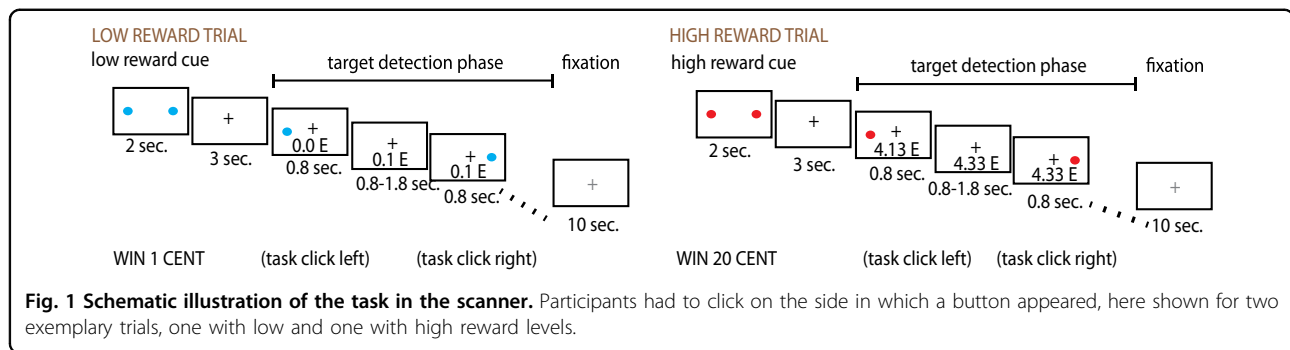 LOW REWARD TRIAL
low reward cue
target detection phase
fixation
+
+
0.0 E
+
0.1 E
+
0.1 E
+
2 sec.
3 sec.
0.8 sec.
0.8-1.8 sec.
0.8 sec.
10 sec.
WIN 1 CENT
(task click left)
(task click right)
HIGH REWARD TRIAL
high reward cue
target detection phase
fixation
+
+
4.13 E
+
4.33 E
+
4.33 E
+
2 sec.
3 sec.
0.8 sec.
0.8-1.8 sec.
0.8 sec.
10 sec.
WIN 20 CENT
(task click left)
(task click right)
Fig. 1 Schematic illustration of the task in the scanner. Participants had to click on the side in which a button appeared, here shown for two
exemplary trials, one with low and one with high reward levels.